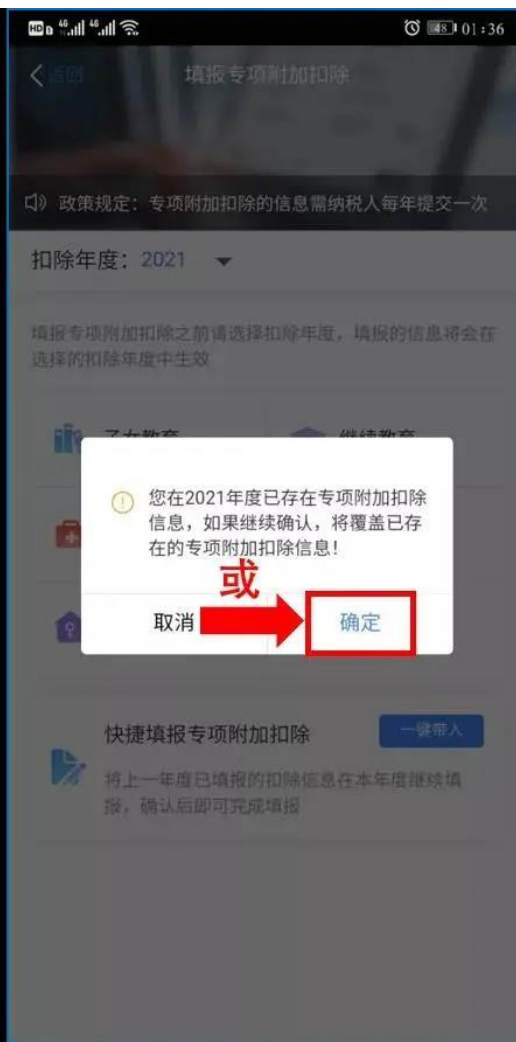 HD 4G 4G 48 01:36
返回 填报专项附加扣除
政策规定：专项附加扣除的信息需纳税人每年提交一次
扣除年度：2021
填报专项附加扣除之前请选择扣除年度，填报的信息将会在
选择的扣除年度中生效
子女教育 继续教育
您在2021年度已存在专项附加扣除
信息，如果继续确认，将覆盖已存
在的专项附加扣除信息！
或
取消 确定
快捷填报专项附加扣除 一键带入
将上一年度已填报的扣除信息在本年度继续填
报，确认后即可完成填报